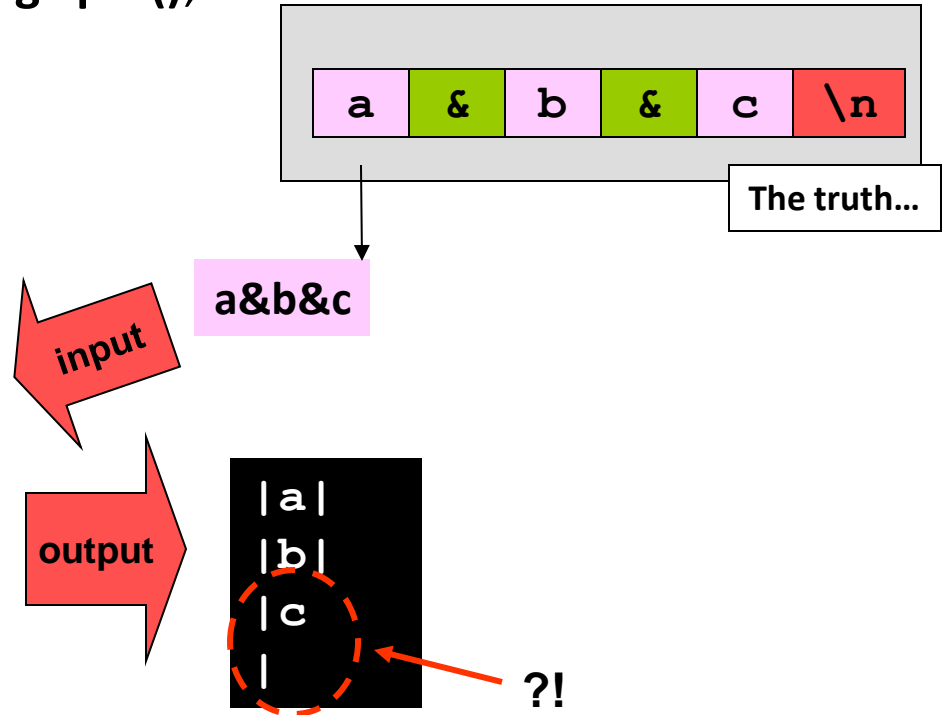 a & b & c \n
The truth…
a&b&c
input
output
|a|
|b|
|c
|
?!